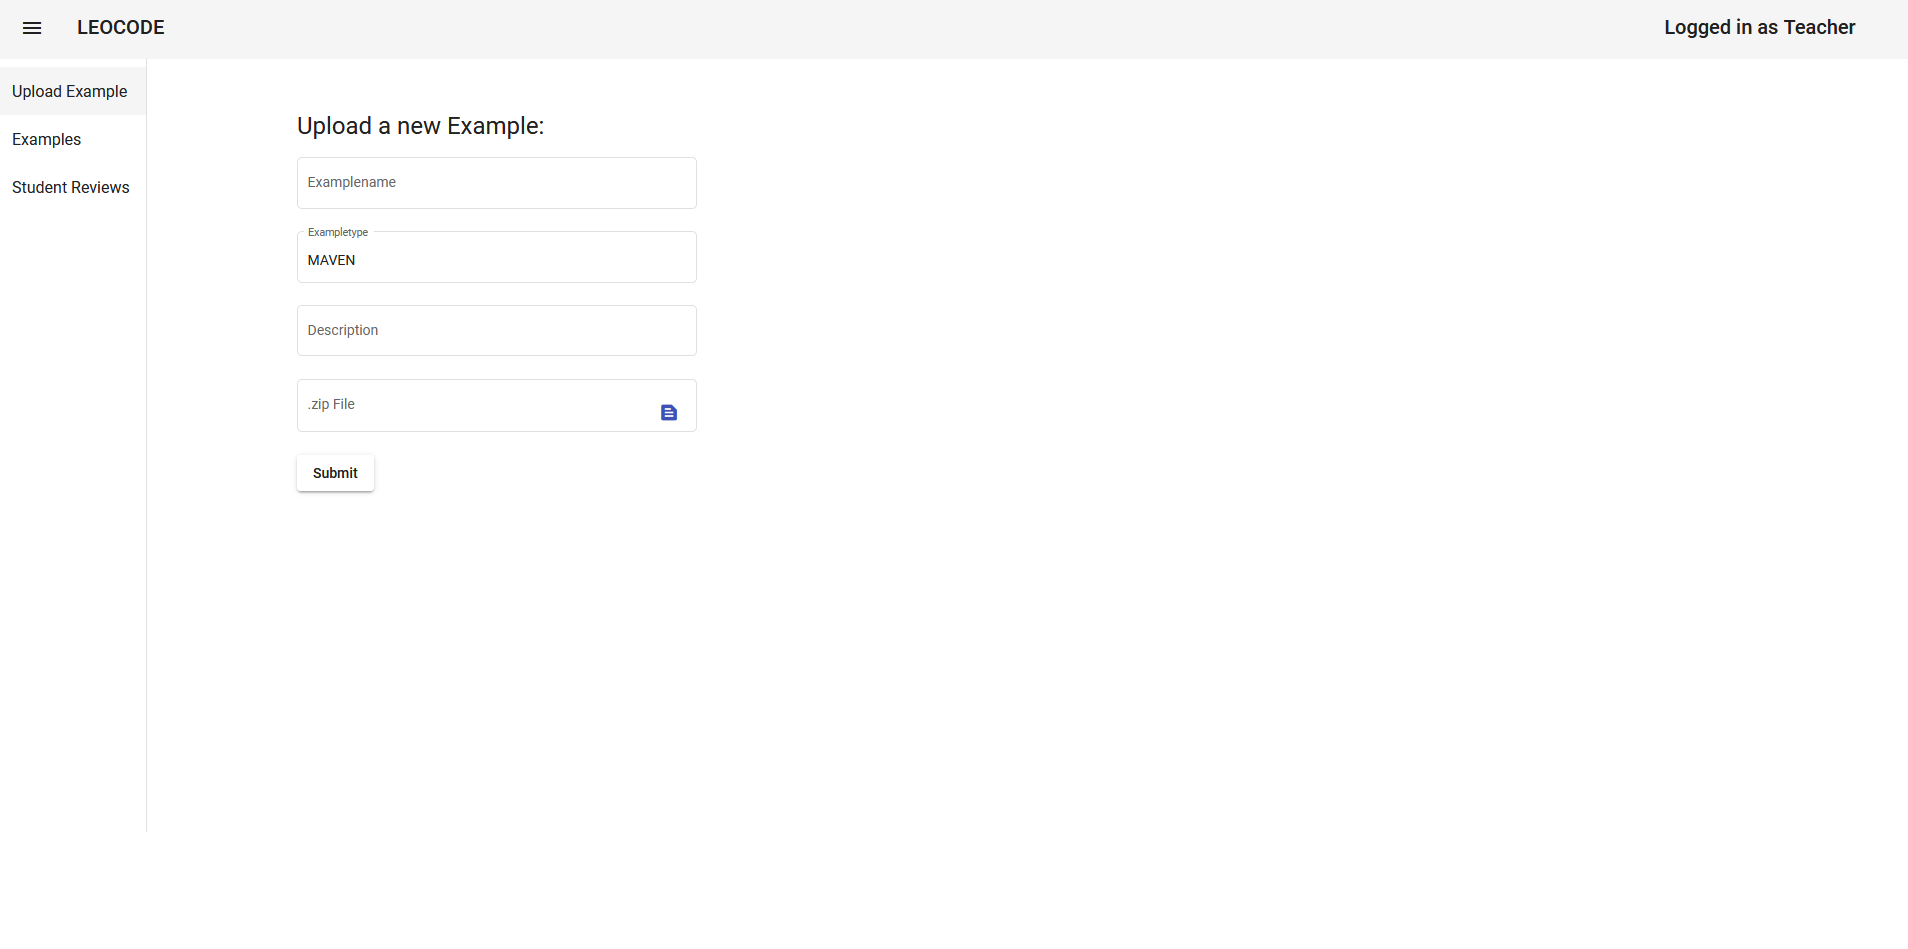 LEOCODE
Logged in as Teacher
Upload Example
Examples
Student Reviews
Upload a new Example:
Examplename
Exampletype
MAVEN
Description
.zip File
Submit